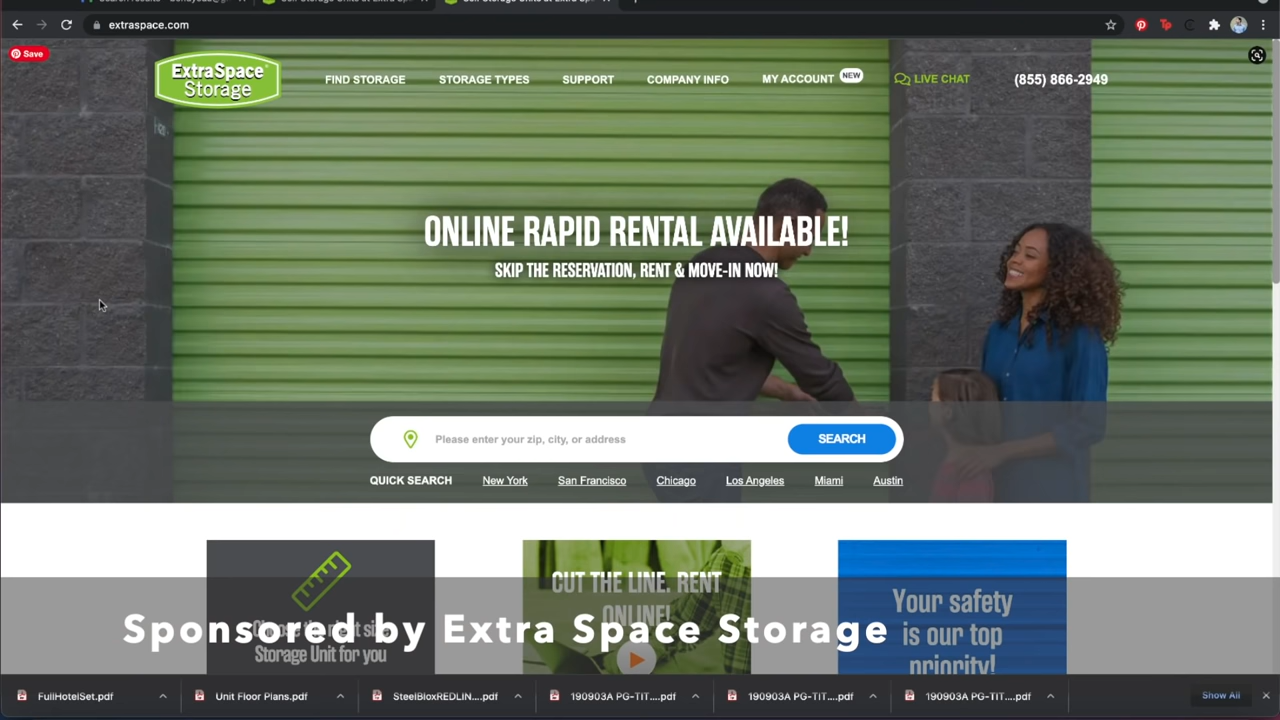 extraspace.com
Save
ExtraSpace
Storage
FIND STORAGE
STORAGE TYPES
SUPPORT
COMPANY INFO
MY ACCOUNT
NEW
LIVE CHAT
(855) 866-2949
ONLINE RAPID RENTAL AVAILABLE!
SKIP THE RESERVATION, RENT & MOVE-IN NOW!
Please enter your zip, city, or address
SEARCH
QUICK SEARCH
New York
San Francisco
Chicago
Los Angeles
Miami
Austin
CUT THE LINE. RENT
ONLINE!
Your safety
is our top
priority!
Storage Unit for you
Sponsored by Extra Space Storage
FullHotelSet.pdf
Unit Floor Plans.pdf
SteelBloxREDLIN....pdf
190903A PG-TIT....pdf
190903A PG-TIT....pdf
190903A PG-TIT....pdf
Show All